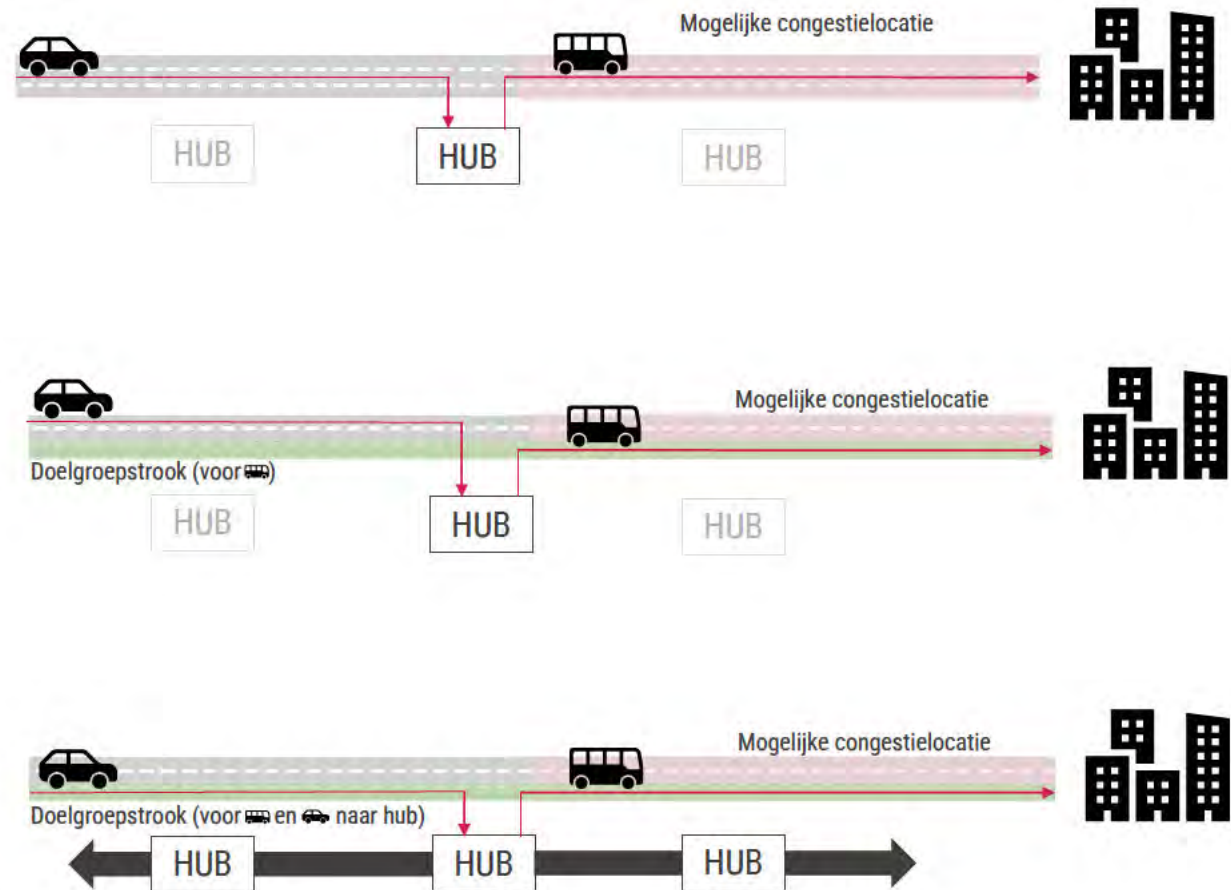 Mogelijke congestielocatie
HUB
HUB
HUB
Mogelijke congestielocatie
Doelgroepstrook (voor )
HUB
HUB
HUB
Mogelijke congestielocatie
Doelgroepstrook (voor en naar hub)
HUB
HUB
HUB